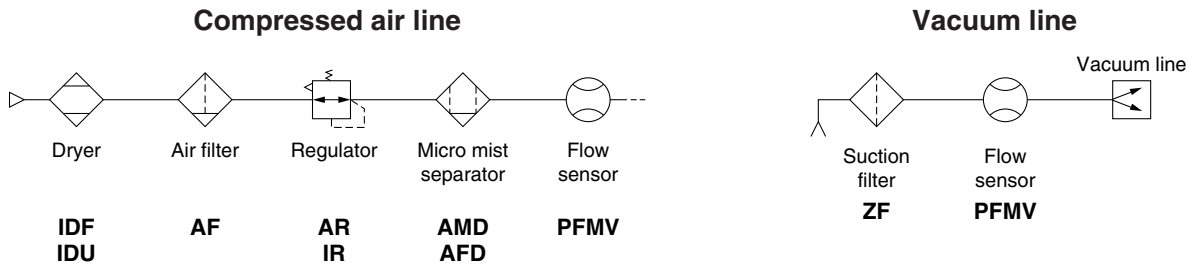 Compressed air line
Dryer
Air filter
Regulator
Micro mist
separator
Flow
sensor
IDF
IDU
AF
AR
IR
AMD
AFD
PFMV
Vacuum line
Vacuum line
Suction
filter
ZF
Flow
sensor
PFMV